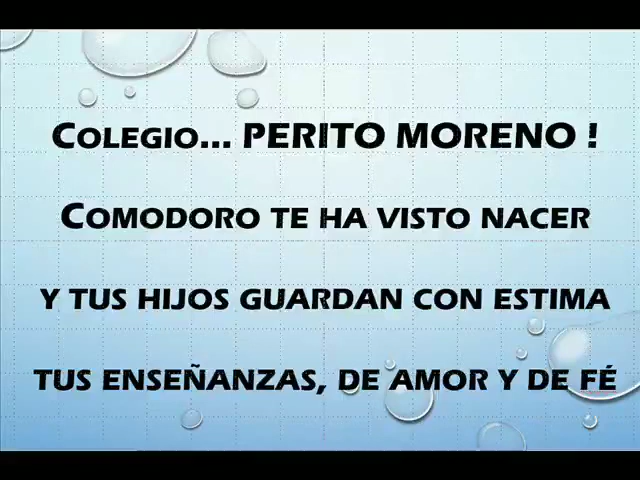 Colegio... PERITO MORENO !
Comodoro te ha visto nacer
y tus hijos guardan con estima
tus enseñanzas, de amor y de fé